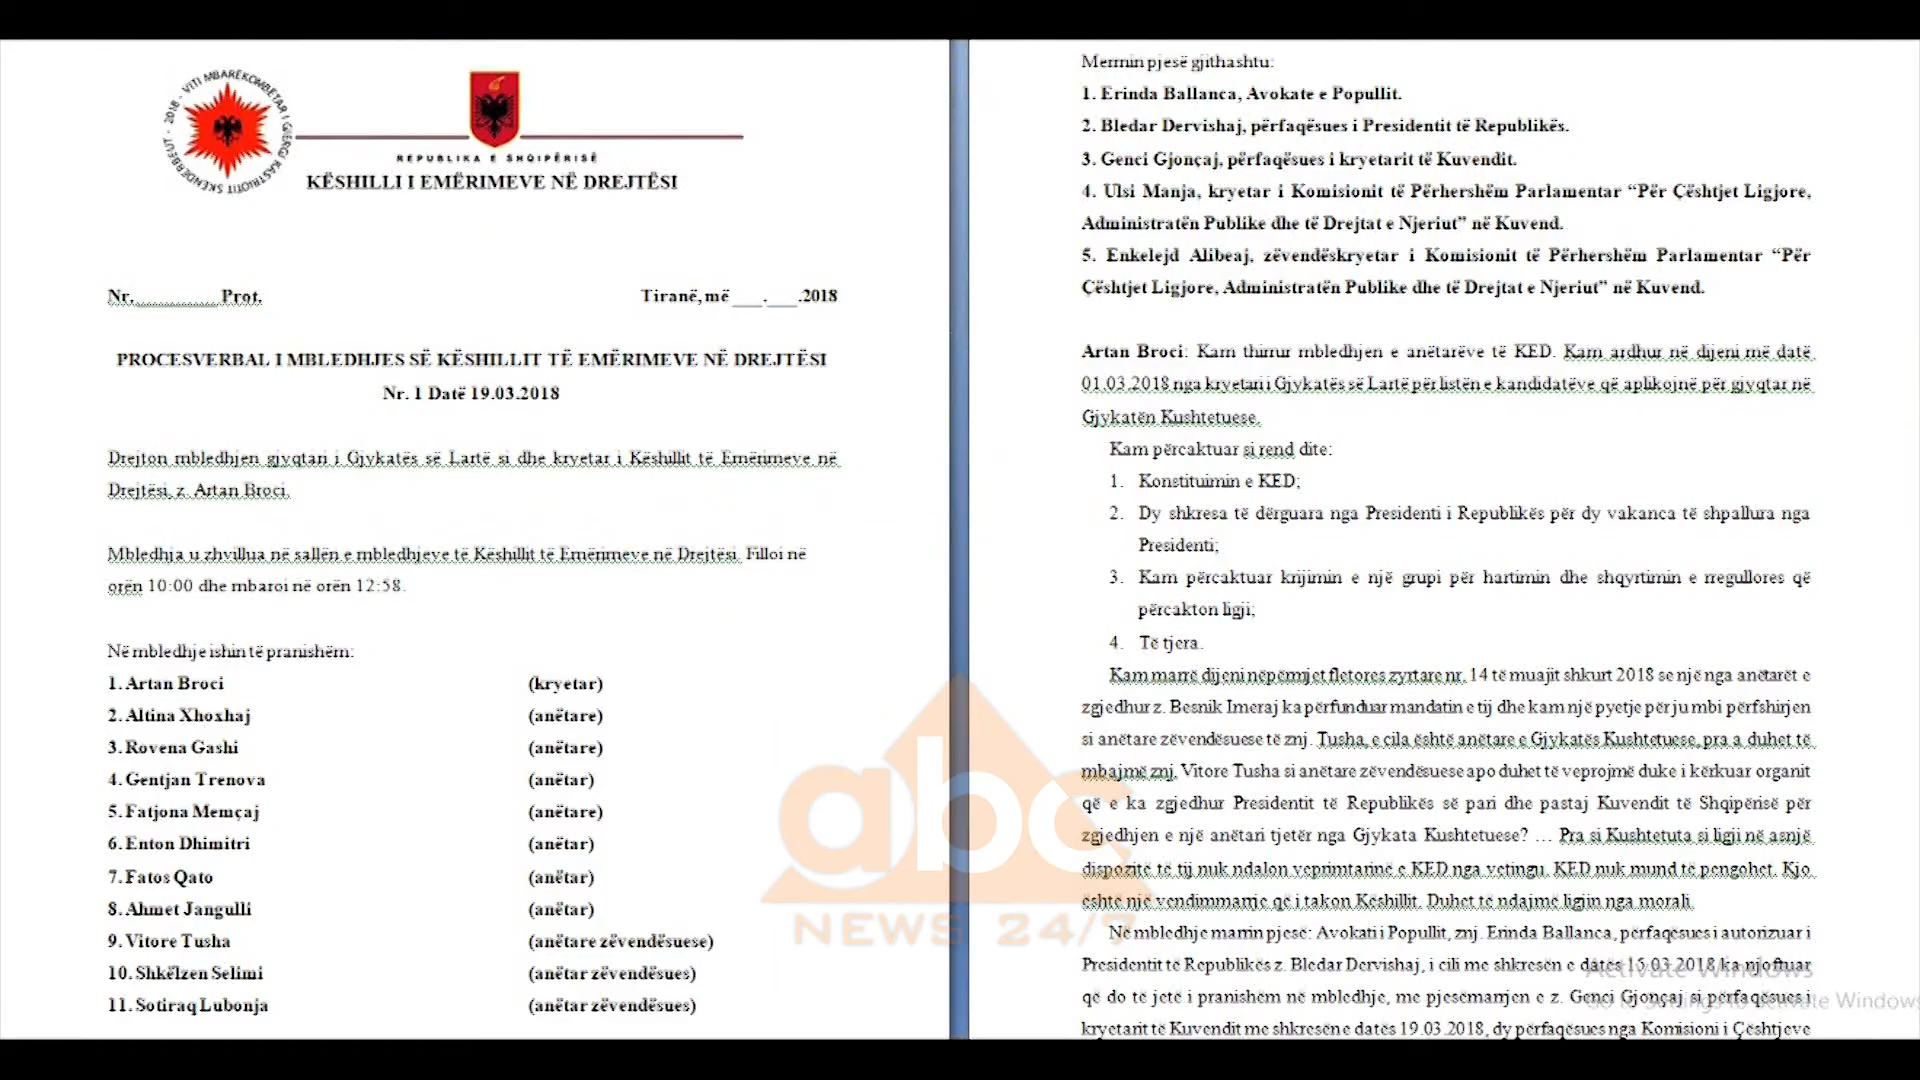 2018 - VITI MBARËKOMBËTAR I GJERGJ KASTRIOTIT SKËNDERBEUT
REPUBLIKA E SHQIPËRISË
KËSHILLI I EMËRIMEVE NË DREJTËSI
Nr.________ Prot.
Tiranë, më ___.___.2018
PROCESVERBAL I MBLEDHJES SË KËSHILLIT TË EMËRIMEVE NË DREJTËSI
Nr. 1 Datë 19.03.2018
Drejton mbledhjen gjyqtari i Gjykatës së Lartë si dhe kryetar i Këshillit të Emërimeve në
Drejtësi, z. Artan Broci.
Mbledhja u zhvillua në sallën e mbledhjeve të Këshillit të Emërimeve në Drejtësi. Filloi në
orën 10:00 dhe mbaroi në orën 12:58.
Në mbledhje ishin të pranishëm:
1. Artan Broci (kryetar)
2. Altina Xhoxhaj (anëtare)
3. Rovena Gashi (anëtare)
4. Gentjan Trenova (anëtar)
5. Fatjona Memçaj (anëtare)
6. Enton Dhimitri (anëtar)
7. Fatos Qato (anëtar)
8. Ahmet Jangulli (anëtar)
9. Vitore Tusha (anëtare zëvendësuese)
10. Shkëlzen Selimi (anëtar zëvendësues)
11. Sotiraq Lubonja (anëtar zëvendësues)
Merrnin pjesë gjithashtu:
1. Erinda Ballanca, Avokate e Popullit.
2. Bledar Dervishaj, përfaqësues i Presidentit të Republikës.
3. Genci Gjonçaj, përfaqësues i kryetarit të Kuvendit.
4. Ulsi Manja, kryetar i Komisionit të Përhershëm Parlamentar “Për Çështjet Ligjore,
Administratën Publike dhe të Drejtat e Njeriut” në Kuvend.
5. Enkelejd Alibeaj, zëvendëskryetar i Komisionit të Përhershëm Parlamentar “Për
Çështjet Ligjore, Administratën Publike dhe të Drejtat e Njeriut” në Kuvend.
Artan Broci: Kam thirrur mbledhjen e anëtarëve të KED. Kam ardhur në dijeni më datë
01.03.2018 nga kryetari i Gjykatës së Lartë për listën e kandidatëve që aplikojnë për gjyqtar në
Gjykatën Kushtetuese.
Kam përcaktuar si rend dite:
1. Konstituimin e KED;
2. Dy shkresa të dërguara nga Presidenti i Republikës për dy vakanca të shpallura nga
Presidenti;
3. Kam përcaktuar krijimin e një grupi për hartimin dhe shqyrtimin e rregullores që
përcakton ligji;
4. Të tjera.
Kam marrë dijeni nëpërmjet fletores zyrtare nr. 14 të muajit shkurt 2018 se një nga anëtarët e
zgjedhur z. Besnik Imeraj ka përfunduar mandatin e tij dhe kam një pyetje për ju mbi përfshirjen
si anëtare zëvendësuese të znj. Tusha, e cila është anëtare e Gjykatës Kushtetuese, pra a duhet të
mbajmë znj. Vitore Tusha si anëtare zëvendësuese apo duhet të veprojmë duke i kërkuar organit
që e ka zgjedhur Presidentit të Republikës së pari dhe pastaj Kuvendit të Shqipërisë për
zgjedhjen e një anëtari tjetër nga Gjykata Kushtetuese? … Pra si Kushtetuta si ligji në asnjë
dispozitë të tij nuk ndalon veprimtarinë e KED nga vetingu. KED nuk mund të pengohet. Kjo
është një vendimmarrje që i takon Këshillit. Duhet të ndajmë ligjin nga morali.
Në mbledhje marrin pjesë: Avokati i Popullit, znj. Erinda Ballanca, përfaqësues i autorizuar i
Presidentit të Republikës z. Bledar Dervishaj, i cili me shkresën e datës 15.03.2018 ka njoftuar
që do të jetë i pranishëm në mbledhje, me pjesëmarrjen e z. Genci Gjonçaj si përfaqësues i
kryetarit të Kuvendit me shkresën e datës 19.03.2018, dy përfaqësues nga Komisioni i Çështjeve
abc
NEWS 24/7
Activate Windows
Go to Settings to activate Windows